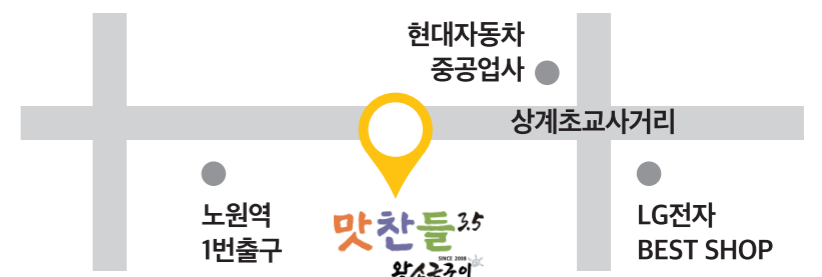 현대자동차
중공업사
상계초교사거리
노원역
1번출구
맛찬들 3.5
SINCE 2008
LG전자
BEST SHOP